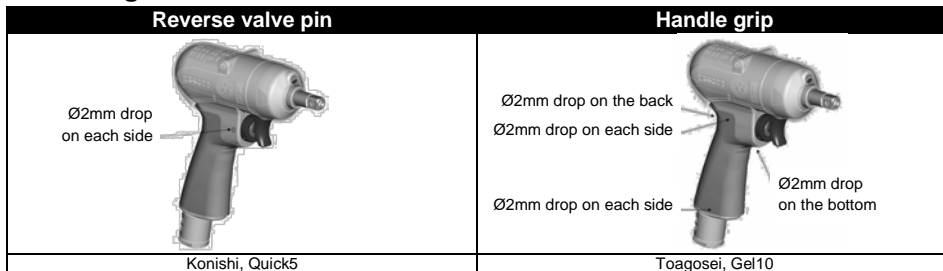 Reverse valve pin
Handle grip
Ø2mm drop
on each side
Ø2mm drop on the back
Ø2mm drop on each side
Ø2mm drop
on the bottom
Ø2mm drop on each side
Konishi, Quick5
Toagosei, Gel10